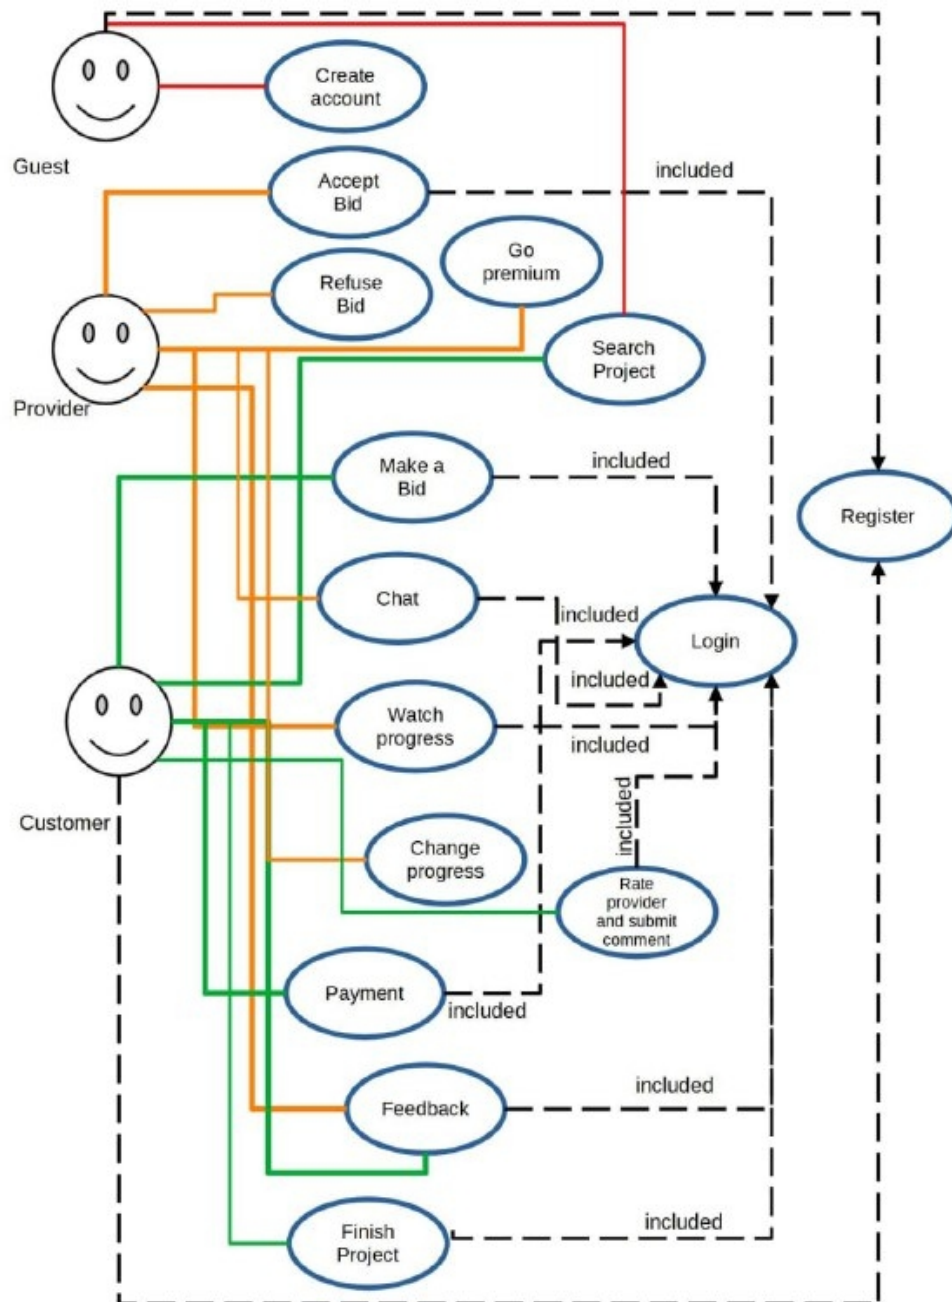 Create
account
Guest
included
Accept
Bid
Go
premium
Refuse
Bid
Search
Project
Provider
Make a
Bid
included
Register
Chat
included
Login
included
Watch
progress
included
included
Customer
Change
progress
Rate
provider
and submit
comment
Payment
included
Feedback
included
Finish
Project
included